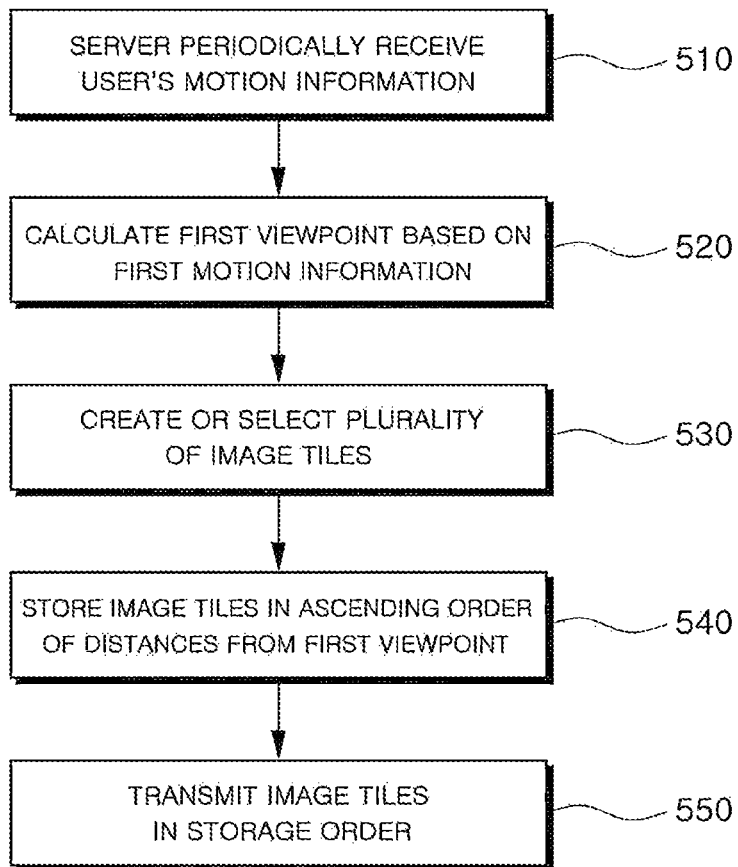 SERVER PERIODICALLY RECEIVE
USER'S MOTION INFORMATION
510
CALCULATE FIRST VIEWPOINT BASED ON
FIRST MOTION INFORMATION
520
CREATE OR SELECT PLURALITY
OF IMAGE TILES
530
STORE IMAGE TILES IN ASCENDING ORDER
OF DISTANCES FROM FIRST VIEWPOINT
540
TRANSMIT IMAGE TILES
IN STORAGE ORDER
550